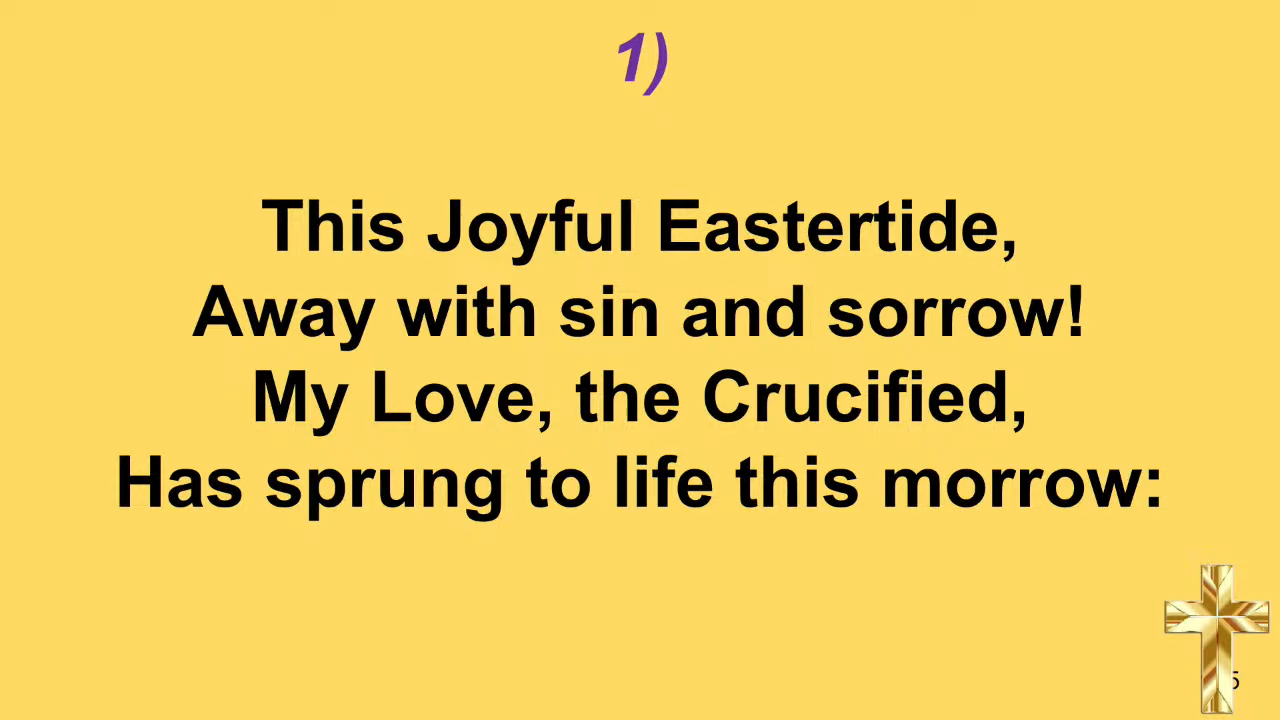 1)
This Joyful Eastertide,
Away with sin and sorrow!
My Love, the Crucified,
Has sprung to life this morrow:
5